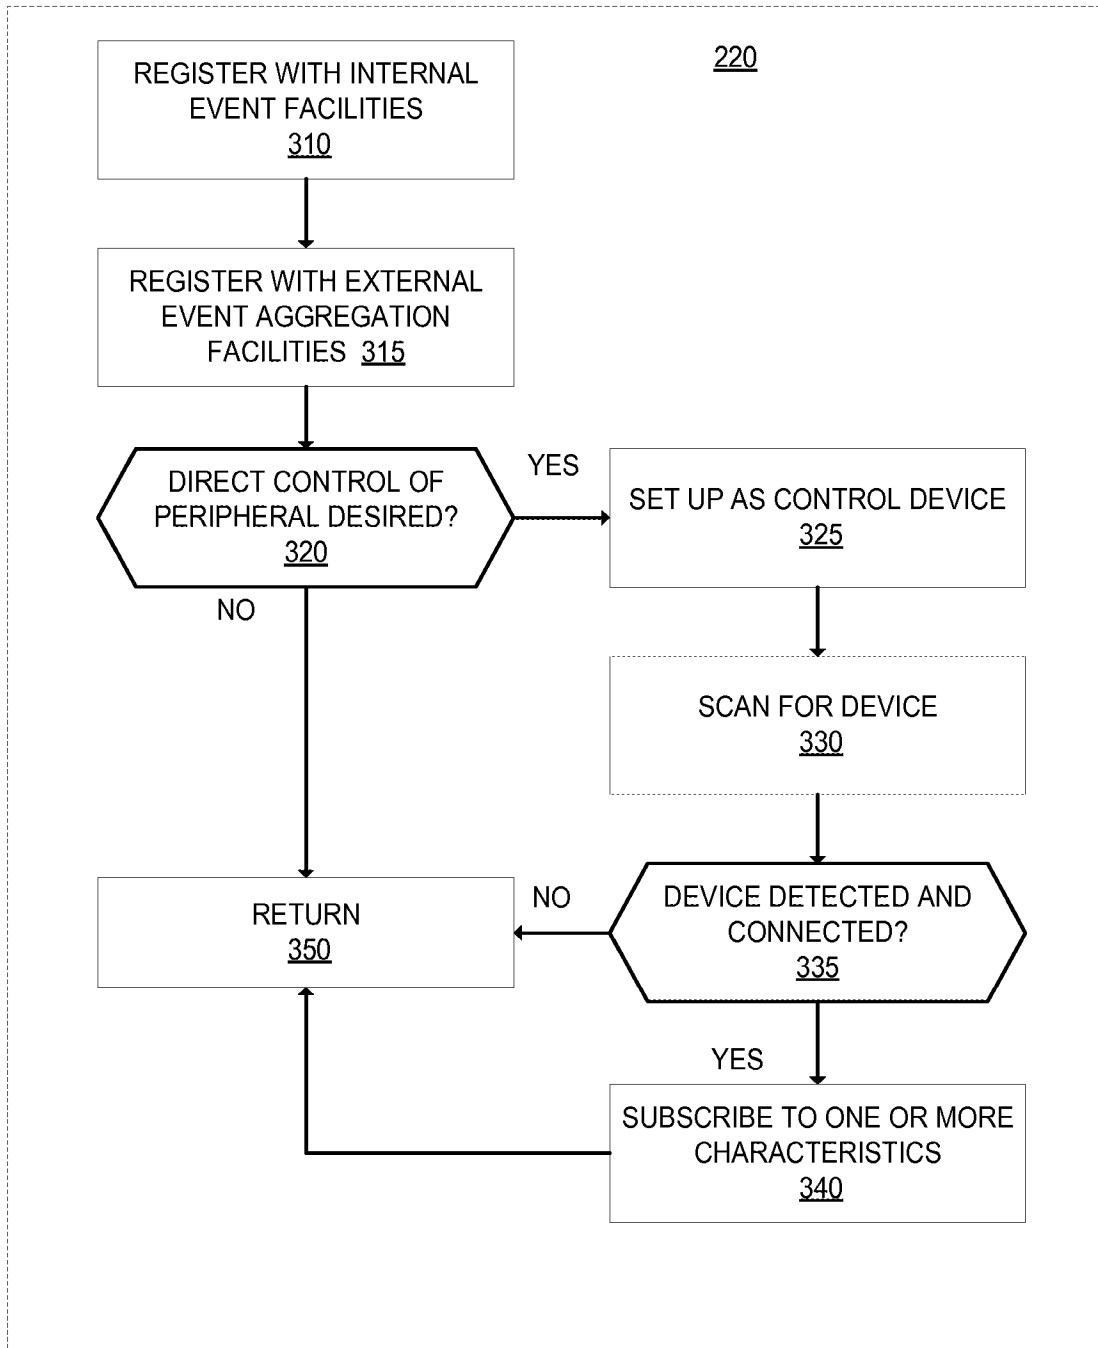 220
REGISTER WITH INTERNAL
EVENT FACILITIES
310
REGISTER WITH EXTERNAL
EVENT AGGREGATION
FACILITIES 315
DIRECT CONTROL OF
PERIPHERAL DESIRED?
320
YES
NO
SET UP AS CONTROL DEVICE
325
SCAN FOR DEVICE
330
DEVICE DETECTED AND
CONNECTED?
335
NO
YES
RETURN
350
SUBSCRIBE TO ONE OR MORE
CHARACTERISTICS
340